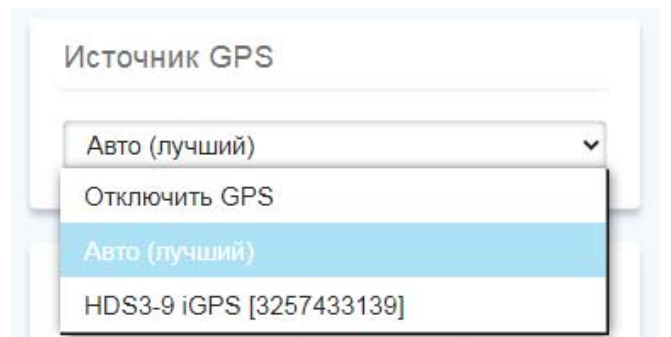 Источник GPS
Авто (лучший)
Отключить GPS
Авто (лучший)
HDS3-9 iGPS [3257433139]